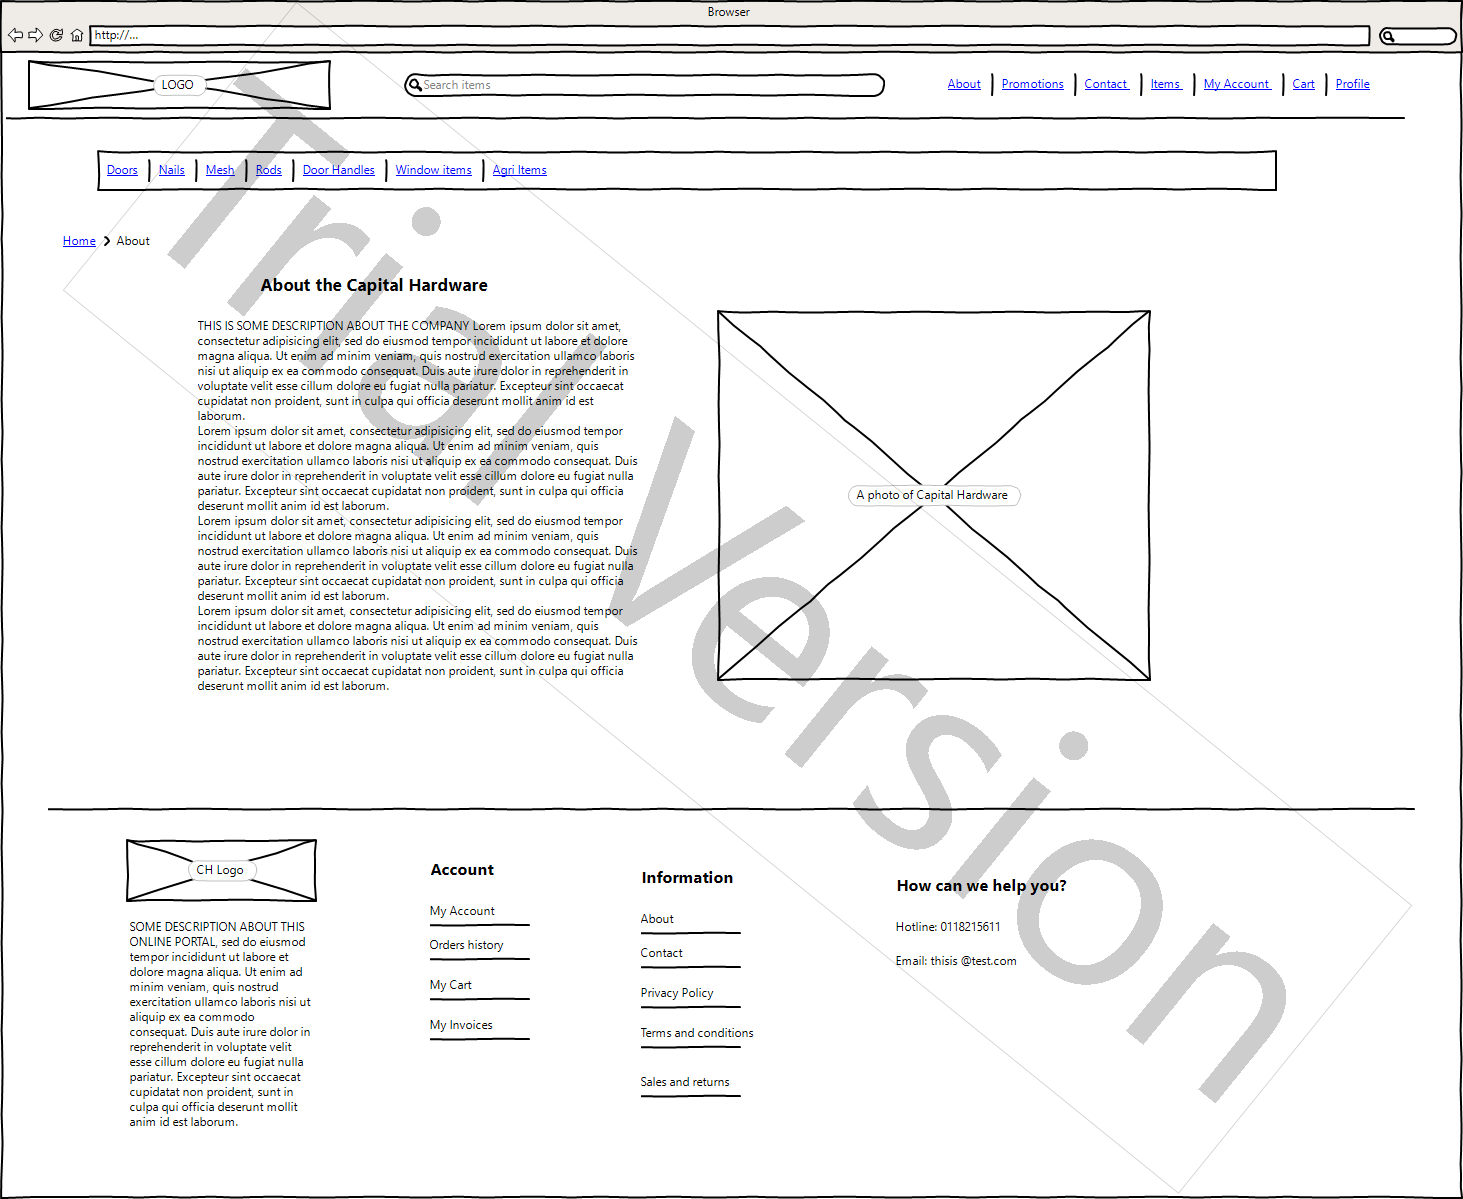 Browser
http://...
LOGO
Search items
About Promotions Contact Items My Account Cart Profile
Doors Nails Mesh Rods Door Handles Window items Agri Items
Home > About
About the Capital Hardware
THIS IS SOME DESCRIPTION ABOUT THE COMPANY Lorem ipsum dolor sit amet,
consectetur adipisicing elit, sed do eiusmod tempor incididunt ut labore et dolore
magna aliqua. Ut enim ad minim veniam, quis nostrud exercitation ullamco laboris
nisi ut aliquip ex ea commodo consequat. Duis aute irure dolor in reprehenderit in
voluptate velit esse cillum dolore eu fugiat nulla pariatur. Excepteur sint occaecat
cupidatat non proident, sunt in culpa qui officia deserunt mollit anim id est
laborum.
Lorem ipsum dolor sit amet, consectetur adipisicing elit, sed do eiusmod tempor
incididunt ut labore et dolore magna aliqua. Ut enim ad minim veniam, quis
nostrud exercitation ullamco laboris nisi ut aliquip ex ea commodo consequat. Duis
aute irure dolor in reprehenderit in voluptate velit esse cillum dolore eu fugiat nulla
pariatur. Excepteur sint occaecat cupidatat non proident, sunt in culpa qui officia
deserunt mollit anim id est laborum.
Lorem ipsum dolor sit amet, consectetur adipisicing elit, sed do eiusmod tempor
incididunt ut labore et dolore magna aliqua. Ut enim ad minim veniam, quis
nostrud exercitation ullamco laboris nisi ut aliquip ex ea commodo consequat. Duis
aute irure dolor in reprehenderit in voluptate velit esse cillum dolore eu fugiat nulla
pariatur. Excepteur sint occaecat cupidatat non proident, sunt in culpa qui officia
deserunt mollit anim id est laborum.
Lorem ipsum dolor sit amet, consectetur adipisicing elit, sed do eiusmod tempor
incididunt ut labore et dolore magna aliqua. Ut enim ad minim veniam, quis
nostrud exercitation ullamco laboris nisi ut aliquip ex ea commodo consequat. Duis
aute irure dolor in reprehenderit in voluptate velit esse cillum dolore eu fugiat nulla
pariatur. Excepteur sint occaecat cupidatat non proident, sunt in culpa qui officia
deserunt mollit anim id est laborum.
A photo of Capital Hardware
Trial Version
CH Logo
SOME DESCRIPTION ABOUT THIS
ONLINE PORTAL, sed do eiusmod
tempor incididunt ut labore et
dolore magna aliqua. Ut enim ad
minim veniam, quis nostrud
exercitation ullamco laboris nisi ut
aliquip ex ea commodo
consequat. Duis aute irure dolor in
reprehenderit in voluptate velit
esse cillum dolore eu fugiat nulla
pariatur. Excepteur sint occaecat
cupidatat non proident, sunt in
culpa qui officia deserunt mollit
anim id est laborum.
Account
My Account
Orders history
My Cart
My Invoices
Information
About
Contact
Privacy Policy
Terms and conditions
Sales and returns
How can we help you?
Hotline: 0118215611
Email: thisis @test.com